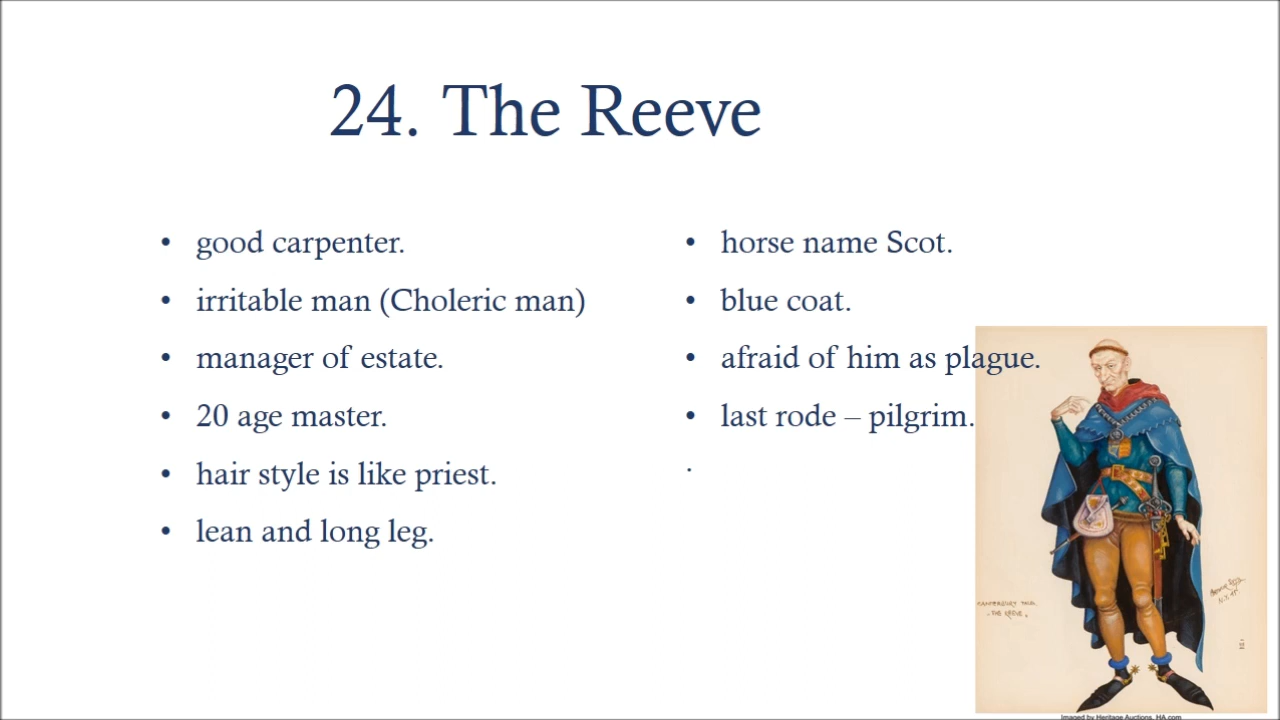 24. The Reeve
• good carpenter.
• irritable man (Choleric man)
• manager of estate.
• 20 age master.
• hair style is like priest.
• lean and long leg.
• horse name Scot.
• blue coat.
• afraid of him as plague.
• last rode – pilgrim.
.
CANTERBURY TALES
- THE REEVE -
Imaged by Heritage Auctions, HA.com